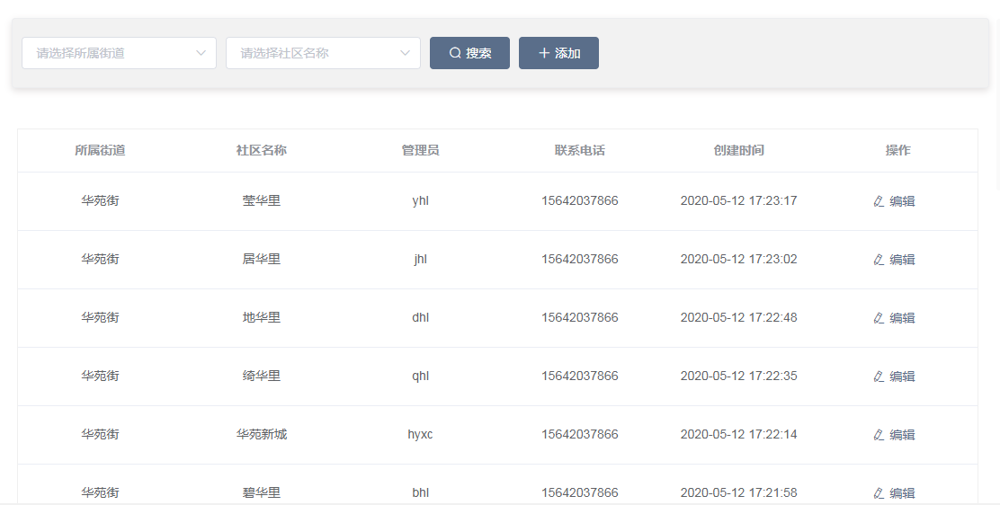 请选择所属街道 请选择社区名称 搜索 添加
所属街道 社区名称 管理员 联系电话 创建时间 操作
华苑街 莹华里 yhl 15642037866 2020-05-12 17:23:17 编辑
华苑街 居华里 jhl 15642037866 2020-05-12 17:23:02 编辑
华苑街 地华里 dhl 15642037866 2020-05-12 17:22:48 编辑
华苑街 绮华里 qhl 15642037866 2020-05-12 17:22:35 编辑
华苑街 华苑新城 hyxc 15642037866 2020-05-12 17:22:14 编辑
华苑街 碧华里 bhl 15642037866 2020-05-12 17:21:58 编辑